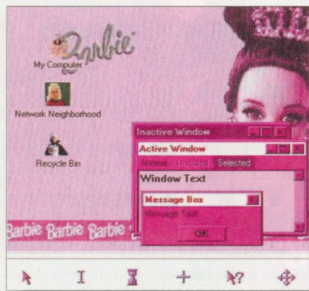 Barbie
My Computer
Network Neighborhood
Recycle Bin
Inactive Window
Active Window
Normal Disabled Selected
Window Text
Message Box
Message Text
OK
Barbie Barbie Barbie
?